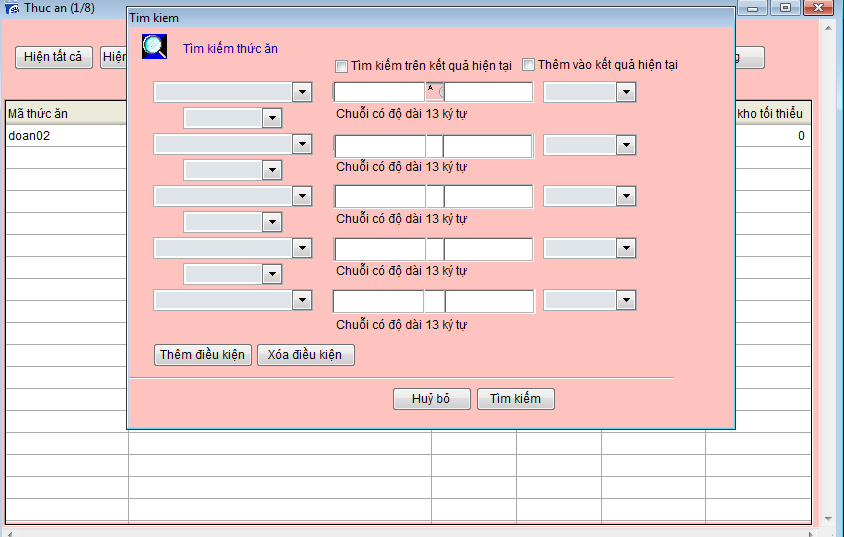 Thuc an (1/8)
Tim kiem
Tìm kiếm thức ăn
Hiện tất cả
Hiện
Tìm kiếm trên kết quả hiện tại
Thêm vào kết quả hiện tại
g
A
Mã thức ăn
kho tối thiểu
Chuỗi có độ dài 13 ký tự
doan02
0
Chuỗi có độ dài 13 ký tự
Chuỗi có độ dài 13 ký tự
Chuỗi có độ dài 13 ký tự
Chuỗi có độ dài 13 ký tự
Thêm điều kiện
Xóa điều kiện
Huỷ bỏ
Tìm kiếm